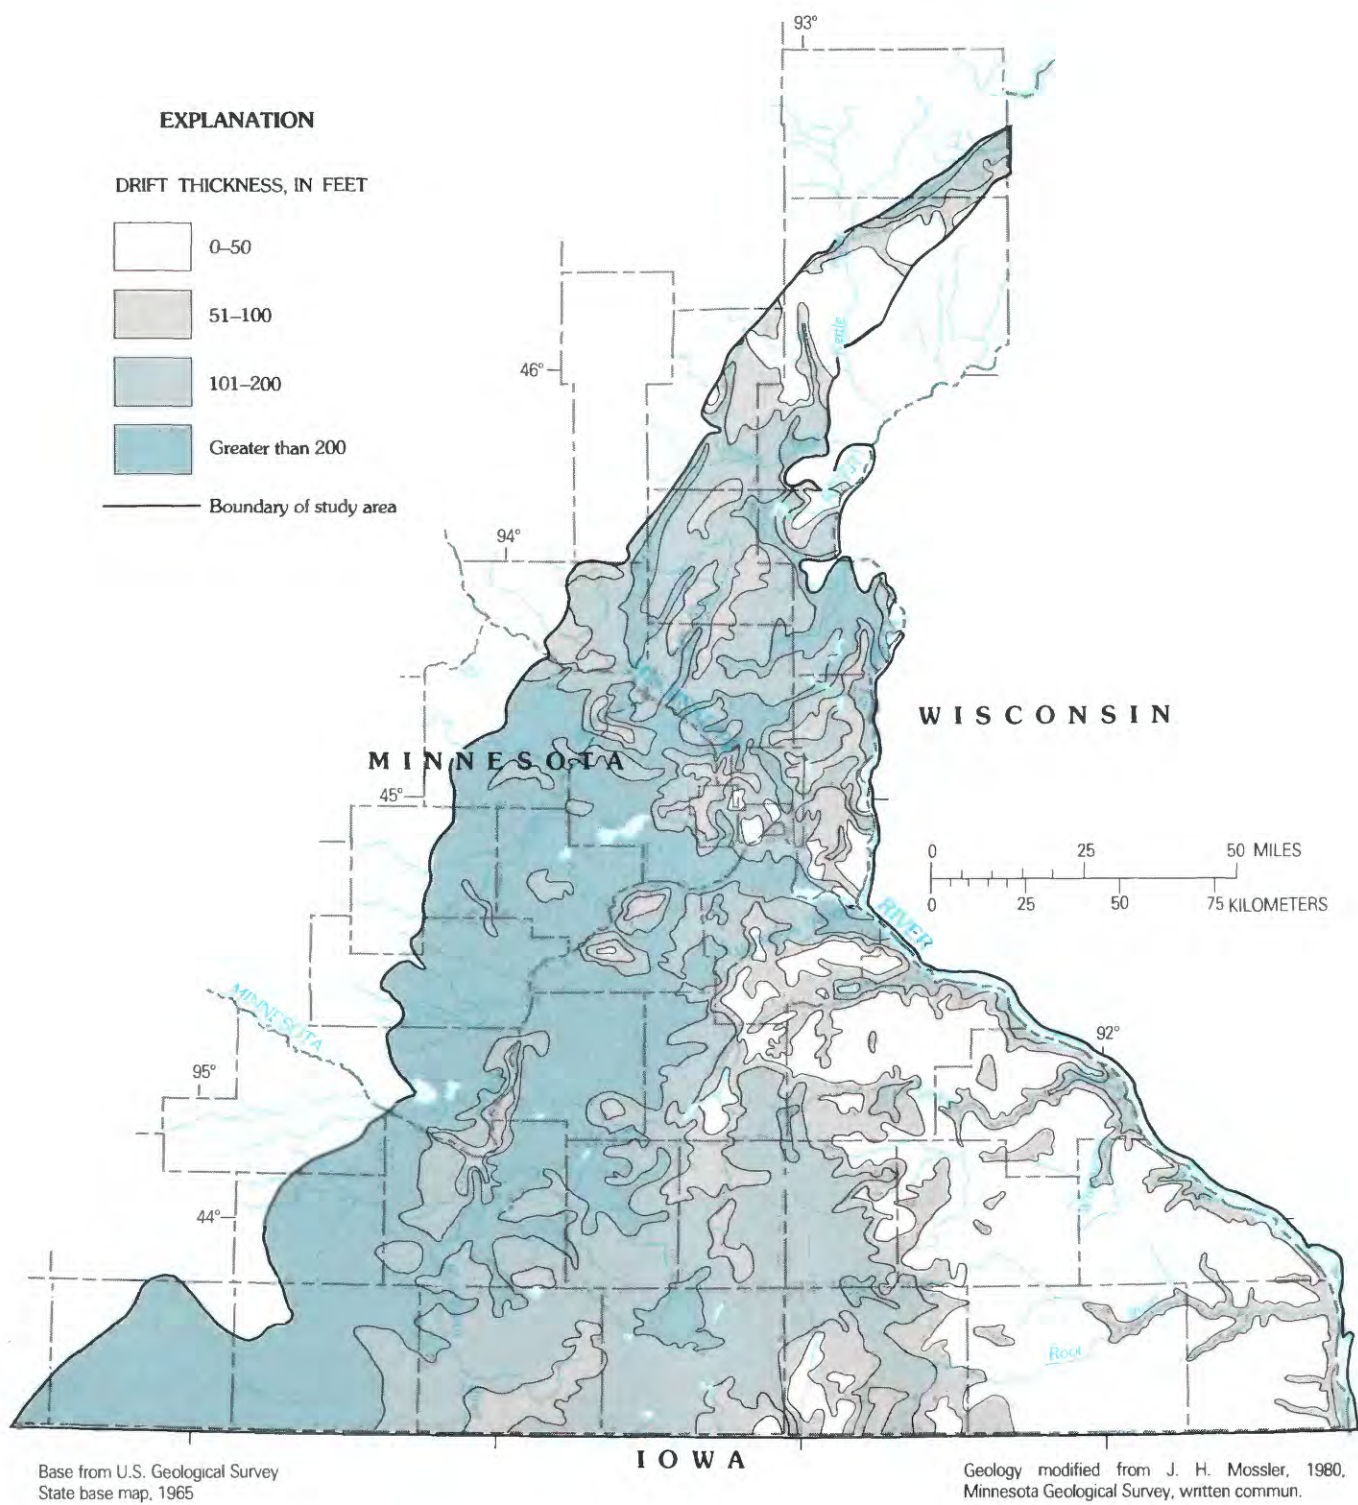 93°
EXPLANATION
DRIFT THICKNESS, IN FEET
0–50
51–100
101–200
Greater than 200
Boundary of study area
Kettle
46°
94°
WISCONSIN
MINNESOTA
45°
0 25 50 MILES
0 25 50 75 KILOMETERS
RIVER
MINNESOTA
92°
95°
44°
Root
IOWA
Base from U.S. Geological Survey
State base map, 1965
Geology modified from J. H. Mossler, 1980,
Minnesota Geological Survey, written commun.